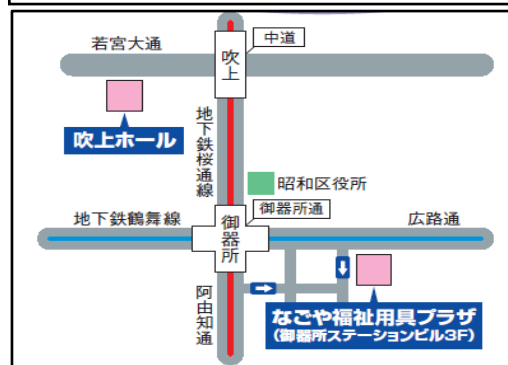 若宮大通
中道
吹上
吹上ホール
地下鉄桜通線
昭和区役所
御器所通
地下鉄鶴舞線
御器所
広路通
阿由知通
なごや福祉用具プラザ
(御器所ステーションビル3F)